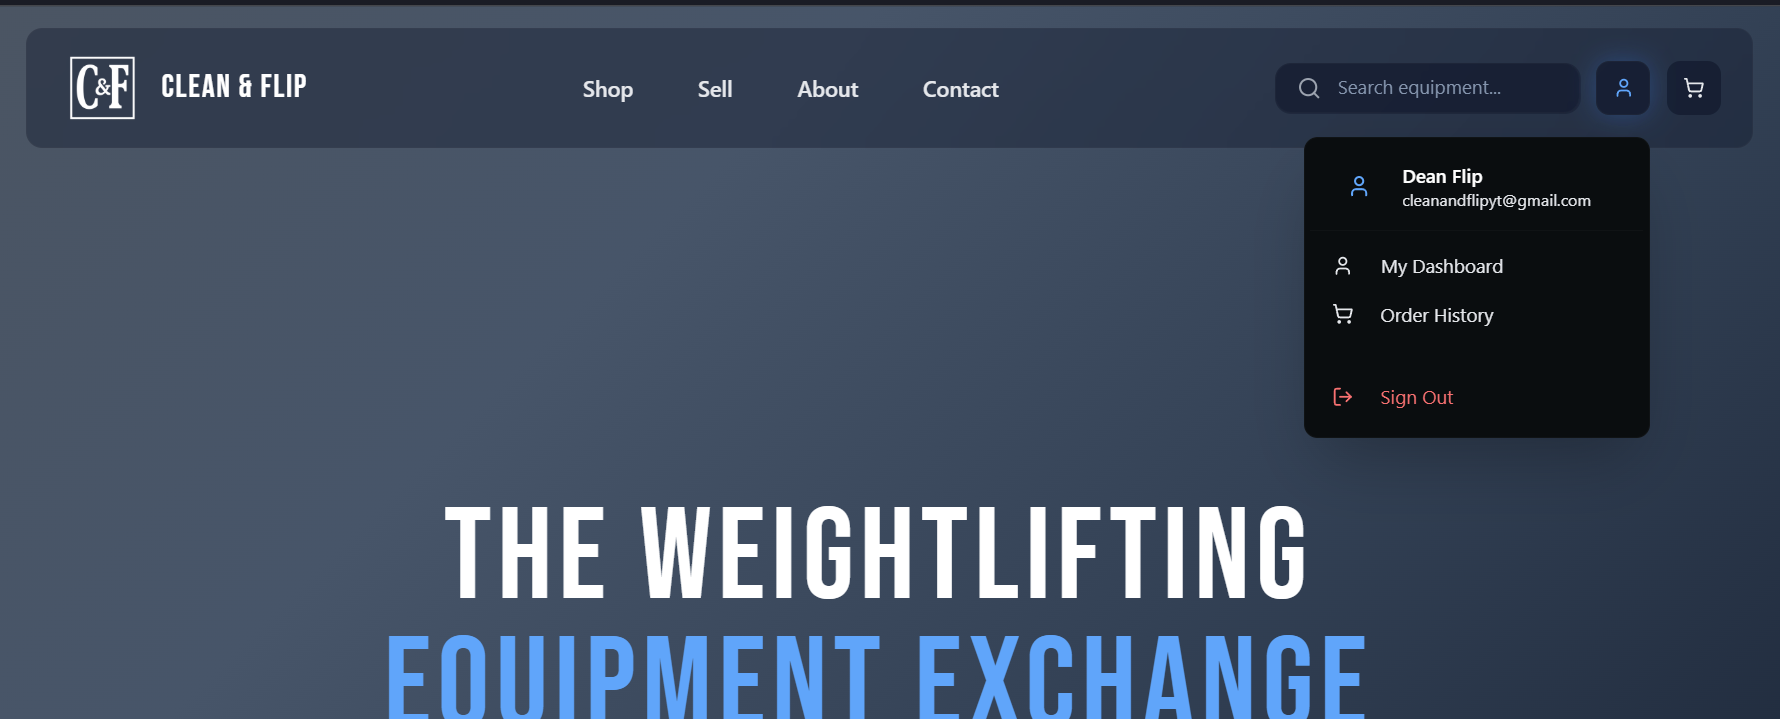 C&F
CLEAN & FLIP
Shop
Sell
About
Contact
Search equipment...
Dean Flip
cleanandflipyt@gmail.com
My Dashboard
Order History
Sign Out
THE WEIGHTLIFTING
EQUIPMENT EXCHANGE